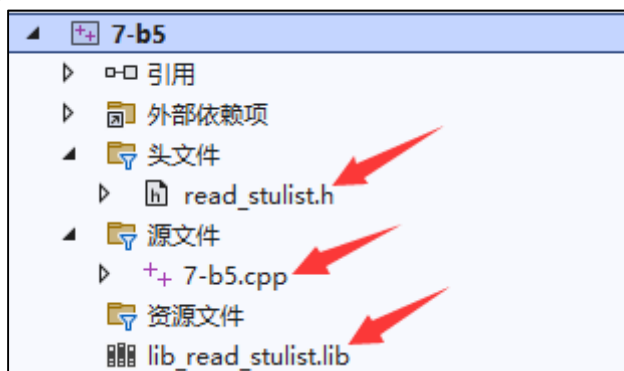 7-b5
引用
外部依赖项
头文件
read_stulist.h
源文件
7-b5.cpp
资源文件
lib_read_stulist.lib